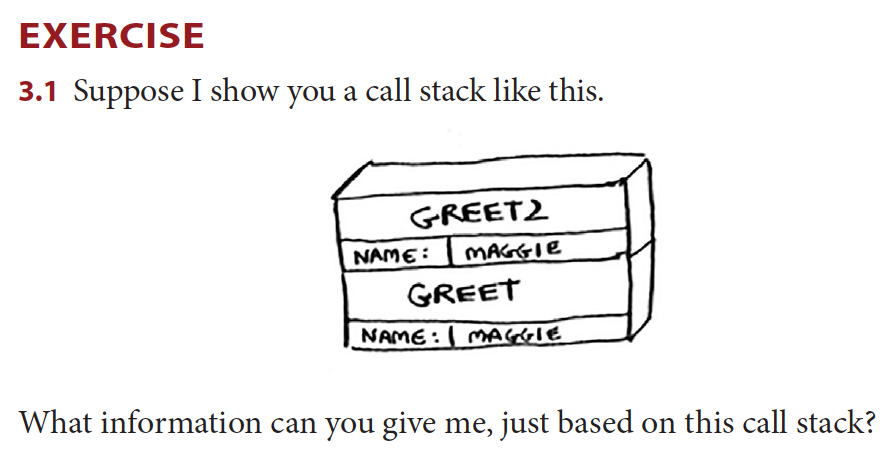 EXERCISE
3.1 Suppose I show you a call stack like this.
GREET2
NAME: MAGGIE
GREET
NAME: MAGGIE
What information can you give me, just based on this call stack?